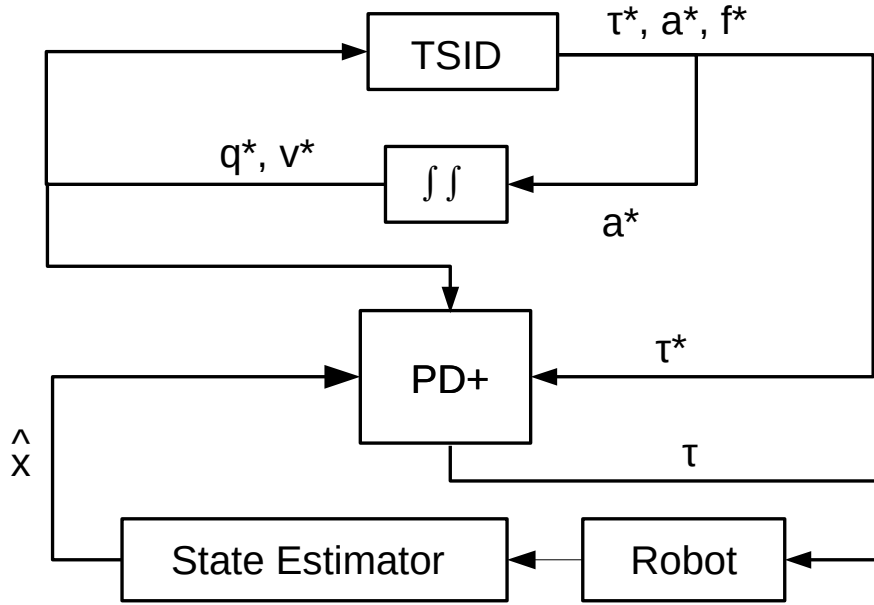 τ*, a*, f*
TSID
q*, v*
∫ ∫
a*
τ*
PD+
x̂
τ
State Estimator
Robot